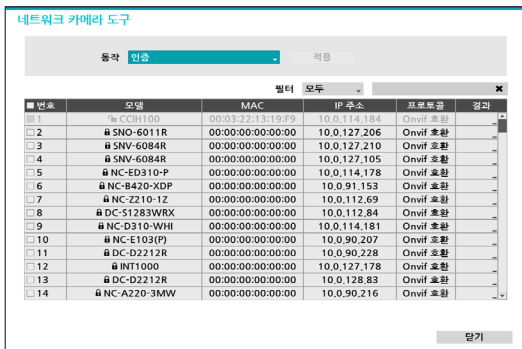 네트워크 카메라 도구
동작 인증 적용
필터 모두
번호 모델 MAC IP 주소 프로토콜 결과
1 CCIH100 00:03:22:13:19:F9 10,0,114,184 Onvif 호환 _
2 SNO-6011R 00:00:00:00:00:00 10,0,127,206 Onvif 호환 _
3 SNV-6084R 00:00:00:00:00:00 10,0,127,210 Onvif 호환 _
4 SNV-6084R 00:00:00:00:00:00 10,0,127,105 Onvif 호환 _
5 NC-ED310-P 00:00:00:00:00:00 10,0,114,178 Onvif 호환 _
6 NC-B420-XDP 00:00:00:00:00:00 10,0,91,153 Onvif 호환 _
7 NC-Z210-1Z 00:00:00:00:00:00 10,0,112,69 Onvif 호환 _
8 DC-S1283WRX 00:00:00:00:00:00 10,0,112,84 Onvif 호환 _
9 NC-D310-WHI 00:00:00:00:00:00 10,0,114,181 Onvif 호환 _
10 NC-E103(P) 00:00:00:00:00:00 10,0,90,207 Onvif 호환 _
11 DC-D2212R 00:00:00:00:00:00 10,0,90,228 Onvif 호환 _
12 INT1000 00:00:00:00:00:00 10,0,127,178 Onvif 호환 _
13 DC-D2212R 00:00:00:00:00:00 10,0,128,83 Onvif 호환 _
14 NC-A220-3MW 00:00:00:00:00:00 10,0,90,216 Onvif 호환 _
닫기